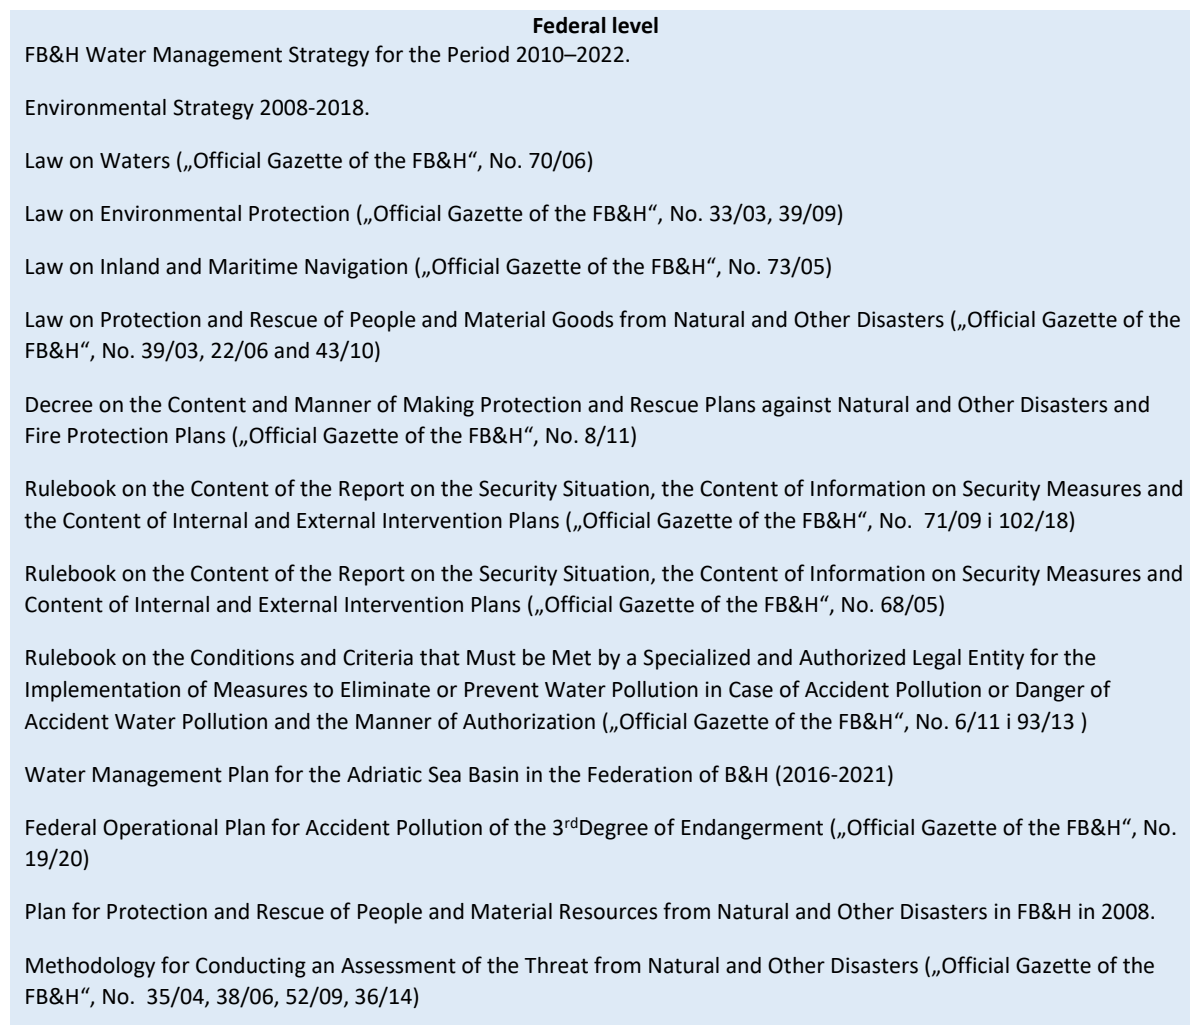 Federal level
FB&H Water Management Strategy for the Period 2010–2022.
Environmental Strategy 2008-2018.
Law on Waters („Official Gazette of the FB&H“, No. 70/06)
Law on Environmental Protection („Official Gazette of the FB&H“, No. 33/03, 39/09)
Law on Inland and Maritime Navigation („Official Gazette of the FB&H“, No. 73/05)
Law on Protection and Rescue of People and Material Goods from Natural and Other Disasters („Official Gazette of the
FB&H“, No. 39/03, 22/06 and 43/10)
Decree on the Content and Manner of Making Protection and Rescue Plans against Natural and Other Disasters and
Fire Protection Plans („Official Gazette of the FB&H“, No. 8/11)
Rulebook on the Content of the Report on the Security Situation, the Content of Information on Security Measures and
the Content of Internal and External Intervention Plans („Official Gazette of the FB&H“, No.  71/09 i 102/18)
Rulebook on the Content of the Report on the Security Situation, the Content of Information on Security Measures and
Content of Internal and External Intervention Plans („Official Gazette of the FB&H“, No. 68/05)
Rulebook on the Conditions and Criteria that Must be Met by a Specialized and Authorized Legal Entity for the
Implementation of Measures to Eliminate or Prevent Water Pollution in Case of Accident Pollution or Danger of
Accident Water Pollution and the Manner of Authorization („Official Gazette of the FB&H“, No. 6/11 i 93/13 )
Water Management Plan for the Adriatic Sea Basin in the Federation of B&H (2016-2021)
Federal Operational Plan for Accident Pollution of the 3rdDegree of Endangerment („Official Gazette of the FB&H“, No.
19/20)
Plan for Protection and Rescue of People and Material Resources from Natural and Other Disasters in FB&H in 2008.
Methodology for Conducting an Assessment of the Threat from Natural and Other Disasters („Official Gazette of the
FB&H“, No.  35/04, 38/06, 52/09, 36/14)